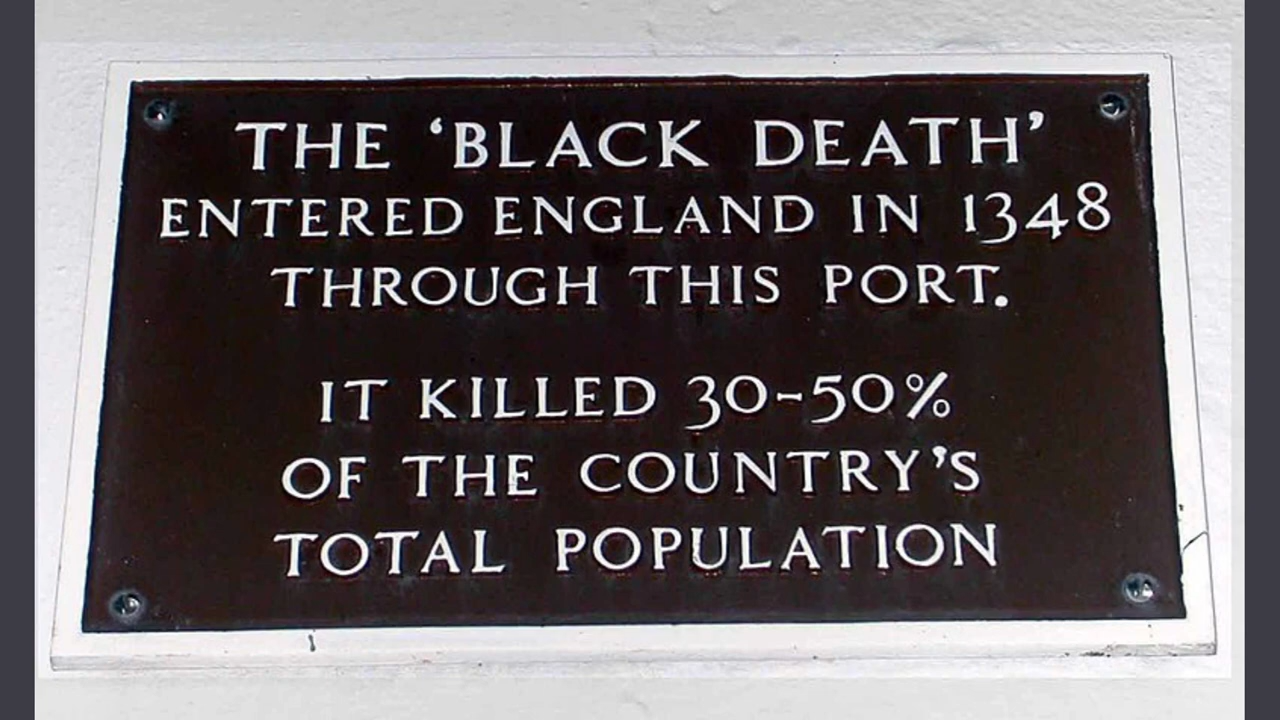 THE ‘BLACK DEATH’
ENTERED ENGLAND IN 1348
THROUGH THIS PORT.
IT KILLED 30-50%
OF THE COUNTRY’S
TOTAL POPULATION